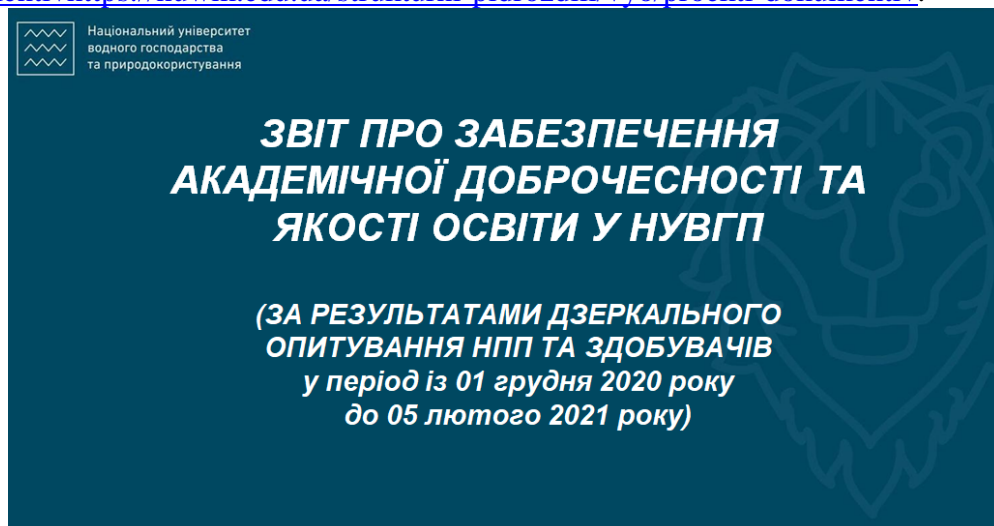 Національний університет
водного господарства
та природокористування
ЗВІТ ПРО ЗАБЕЗПЕЧЕННЯ
АКАДЕМІЧНОЇ ДОБРОЧЕСНОСТІ ТА
ЯКОСТІ ОСВІТИ У НУВГП
(ЗА РЕЗУЛЬТАТАМИ ДЗЕРКАЛЬНОГО
ОПИТУВАННЯ НПП ТА ЗДОБУВАЧІВ
у період із 01 грудня 2020 року
до 05 лютого 2021 року)